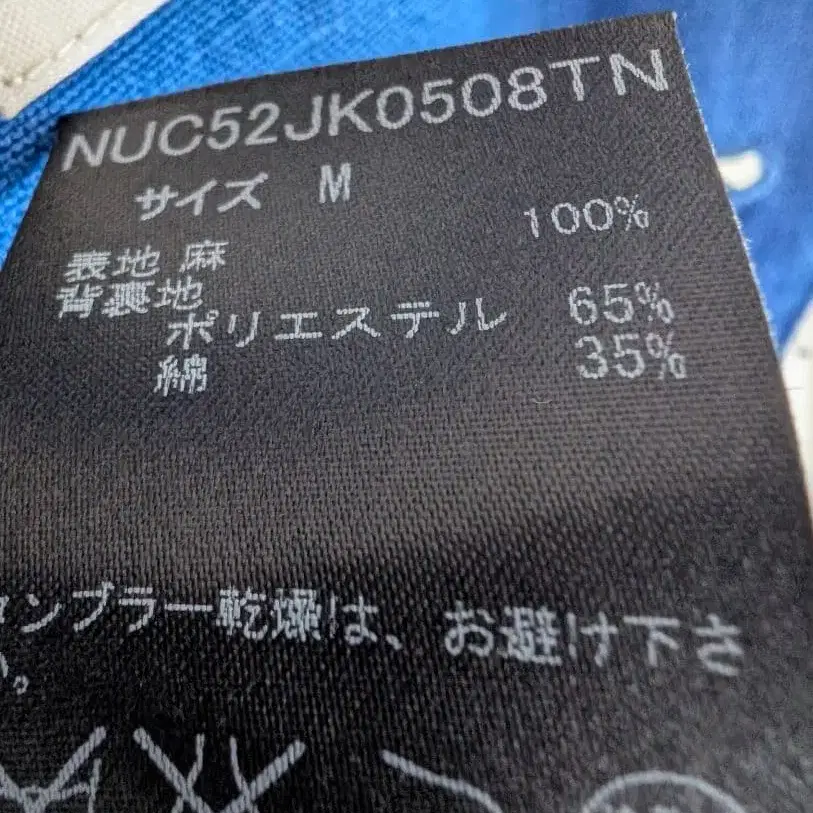 NUC52JK0508TN
サイズ M
表地 麻 100%
背裏地
ポリエステル 65%
綿 35%
タンブラー乾燥は、お避け下さ
い。